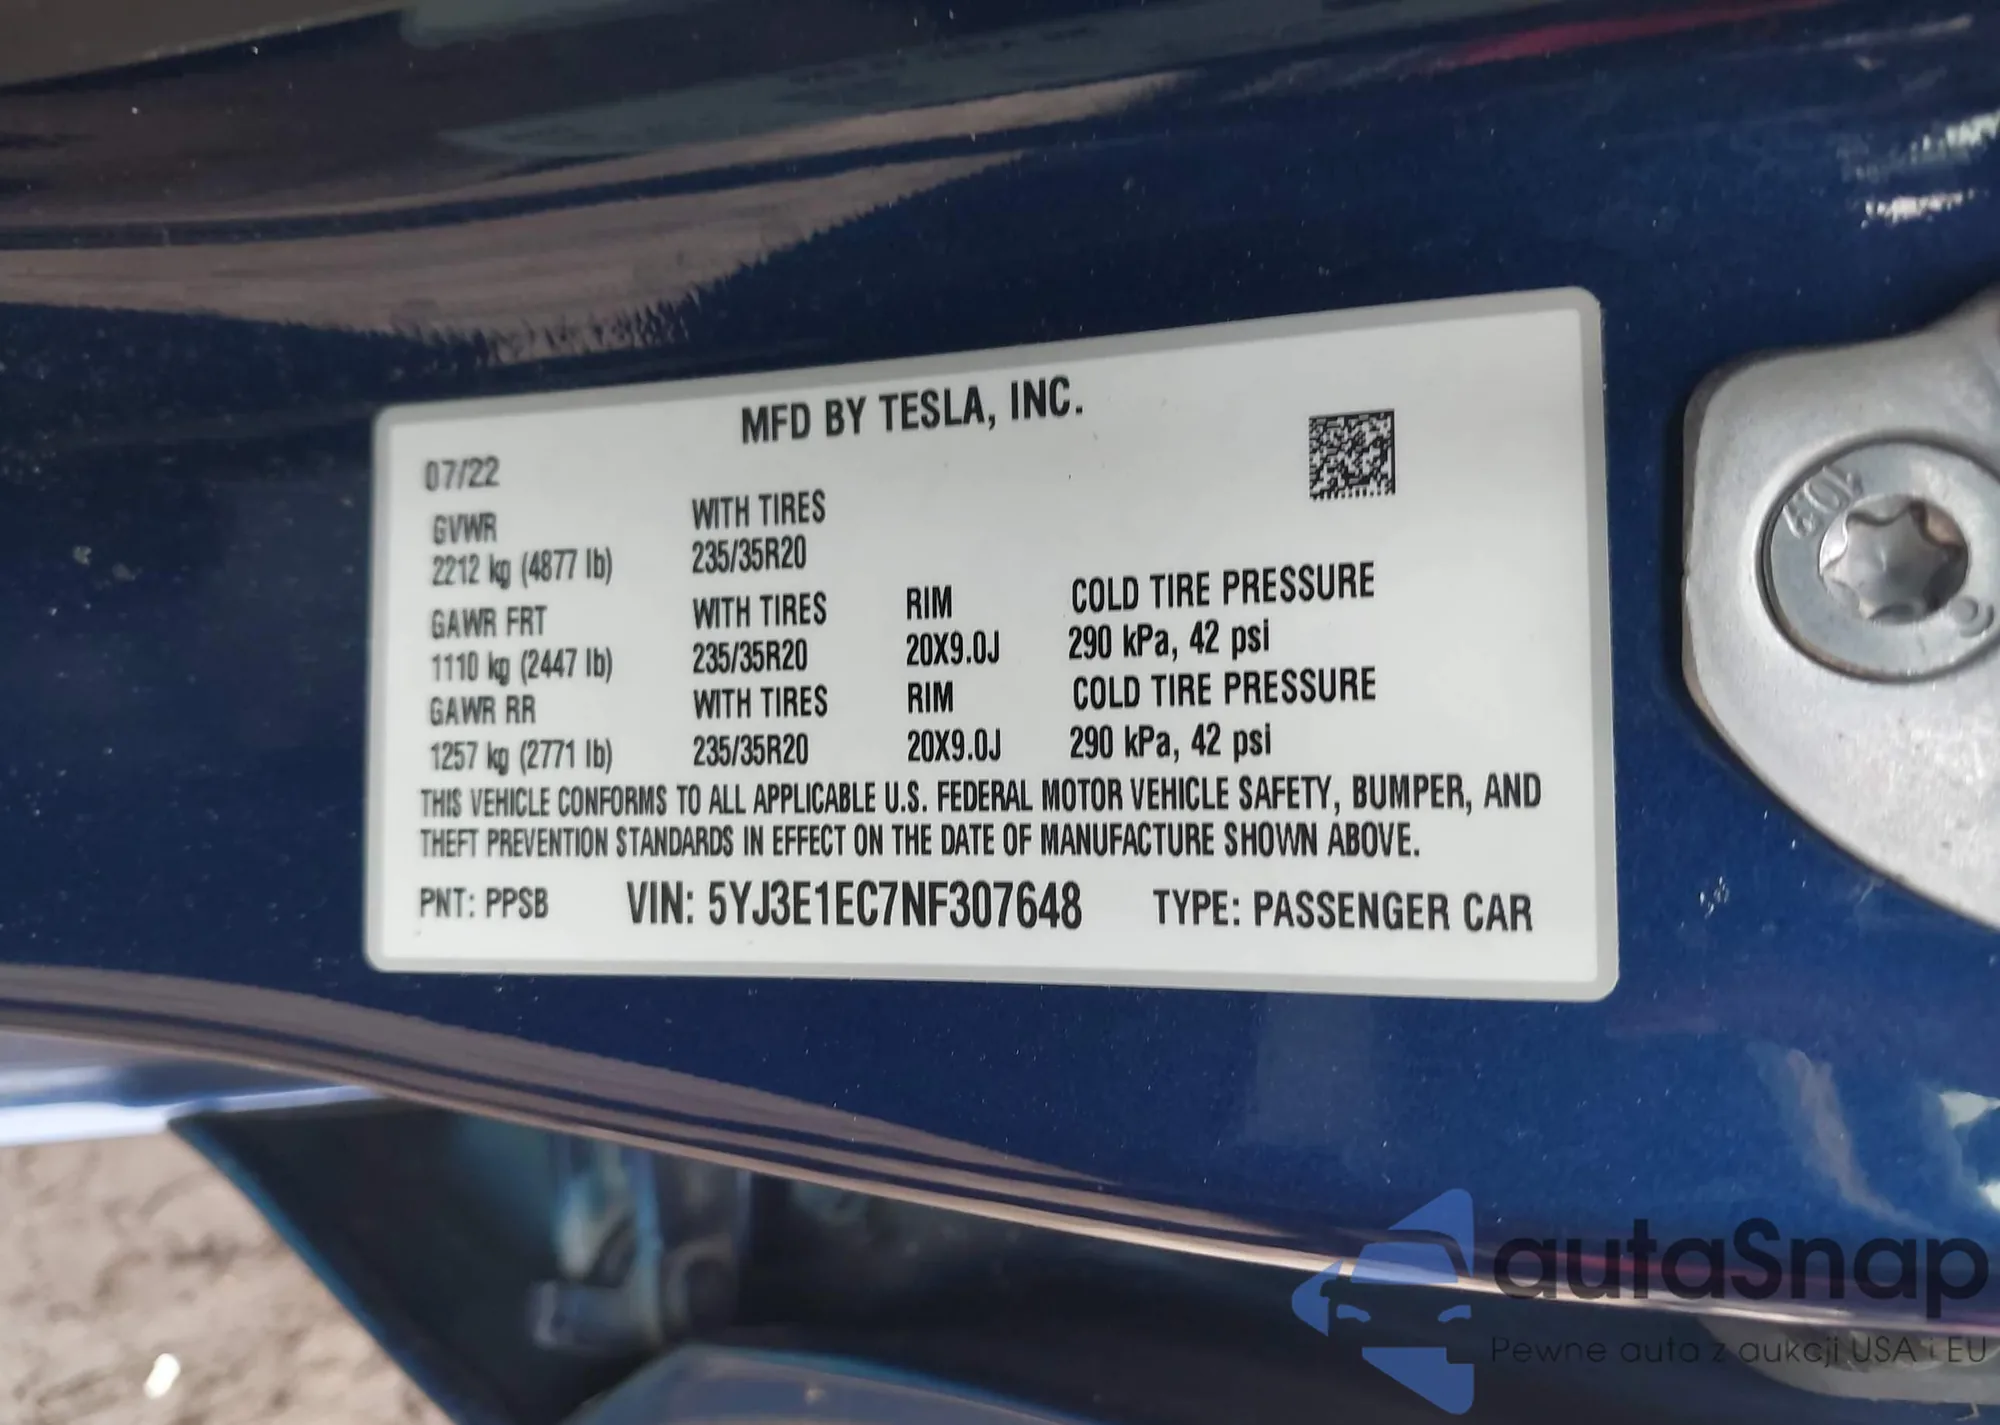 MFD BY TESLA, INC.
07/22
GVWR WITH TIRES
2212 kg (4877 lb) 235/35R20
GAWR FRT WITH TIRES RIM COLD TIRE PRESSURE
1110 kg (2447 lb) 235/35R20 20X9.0J 290 kPa, 42 psi
GAWR RR WITH TIRES RIM COLD TIRE PRESSURE
1257 kg (2771 lb) 235/35R20 20X9.0J 290 kPa, 42 psi
THIS VEHICLE CONFORMS TO ALL APPLICABLE U.S. FEDERAL MOTOR VEHICLE SAFETY, BUMPER, AND
THEFT PREVENTION STANDARDS IN EFFECT ON THE DATE OF MANUFACTURE SHOWN ABOVE.
PNT: PPSB VIN: 5YJ3E1EC7NF307648 TYPE: PASSENGER CAR
autaSnap
Pewne auta z aukcji USA i EU